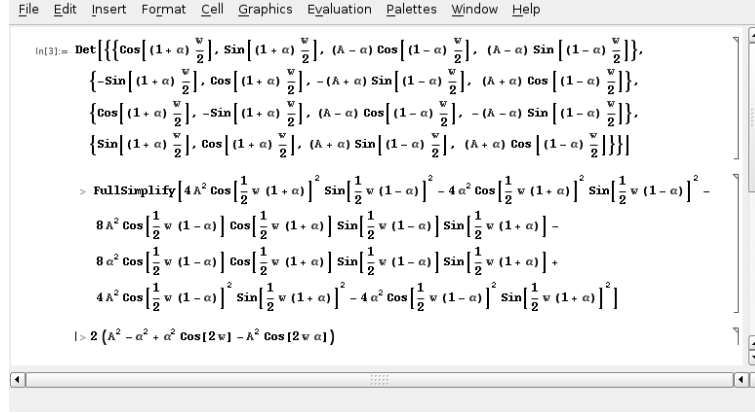 File Edit Insert Format Cell Graphics Evaluation Palettes Window Help
In[3]:= Det[{{Cos[(1 + α) w/2], Sin[(1 + α) w/2], (A - α) Cos[(1 - α) w/2], (A - α) Sin[(1 - α) w/2]},
{-Sin[(1 + α) w/2], Cos[(1 + α) w/2], -(A + α) Sin[(1 - α) w/2], (A + α) Cos[(1 - α) w/2]},
{Cos[(1 + α) w/2], -Sin[(1 + α) w/2], (A - α) Cos[(1 - α) w/2], -(A - α) Sin[(1 - α) w/2]},
{Sin[(1 + α) w/2], Cos[(1 + α) w/2], (A + α) Sin[(1 - α) w/2], (A + α) Cos[(1 - α) w/2]}}]
> FullSimplify[4 A² Cos[1/2 w (1 + α)]² Sin[1/2 w (1 - α)]² - 4 α² Cos[1/2 w (1 + α)]² Sin[1/2 w (1 - α)]² -
8 A² Cos[1/2 w (1 - α)] Cos[1/2 w (1 + α)] Sin[1/2 w (1 - α)] Sin[1/2 w (1 + α)] -
8 α² Cos[1/2 w (1 - α)] Cos[1/2 w (1 + α)] Sin[1/2 w (1 - α)] Sin[1/2 w (1 + α)] +
4 A² Cos[1/2 w (1 - α)]² Sin[1/2 w (1 + α)]² - 4 α² Cos[1/2 w (1 - α)]² Sin[1/2 w (1 + α)]²]
|> 2 (A² - α² + α² Cos[2 w] - A² Cos[2 w α])